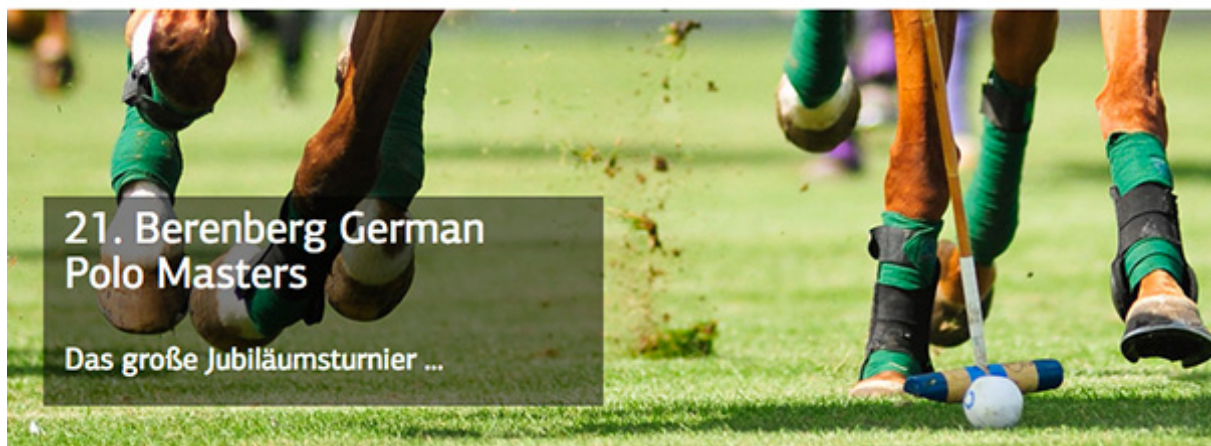 21. Berenberg German
Polo Masters
Das große Jubiläumsturnier ...